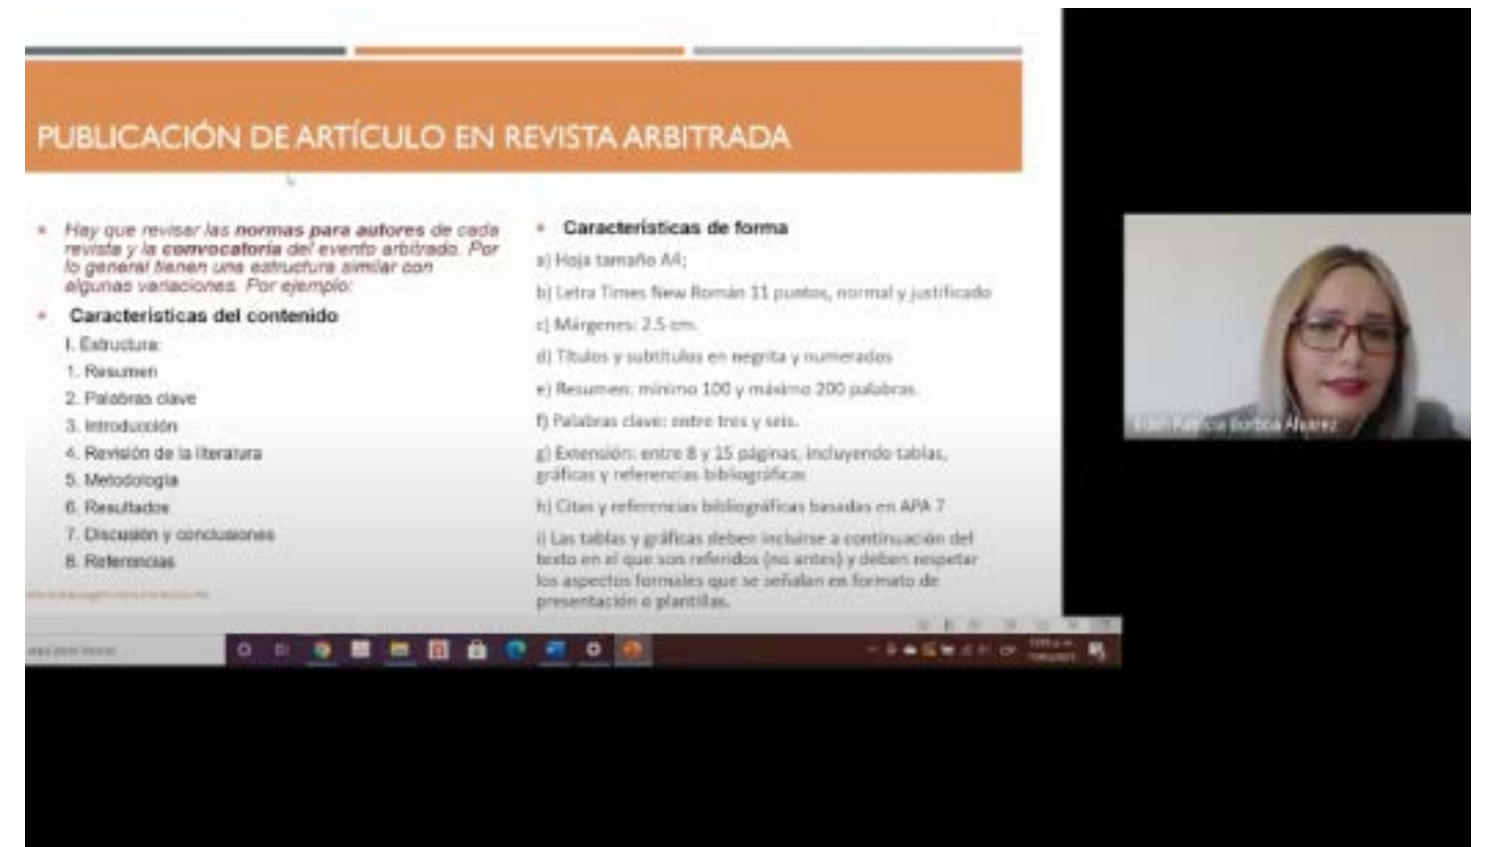 PUBLICACIÓN DE ARTÍCULO EN REVISTA ARBITRADA
Hay que revisar las normas para autores de cada
revista y la convocatoria del evento arbitrado. Por
lo general tienen una estructura similar con
algunas variaciones. Por ejemplo:
Características del contenido
I. Estructura:
1. Resumen
2. Palabras clave
3. Introducción
4. Revisión de la literatura
5. Metodología
6. Resultados
7. Discusión y conclusiones
8. Referencias
Características de forma
a) Hoja tamaño A4;
b) Letra Times New Román 11 puntos, normal y justificado
c) Márgenes: 2.5 cm.
d) Títulos y subtítulos en negrita y numerados
e) Resumen: mínimo 100 y máximo 200 palabras.
f) Palabras clave: entre tres y seis.
g) Extensión: entre 8 y 15 páginas, incluyendo tablas,
gráficas y referencias bibliográficas
h) Citas y referencias bibliográficas basadas en APA 7
i) Las tablas y gráficas deben incluirse a continuación del
texto en el que son referidos (no antes) y deben respetar
los aspectos formales que se señalan en formato de
presentación o plantillas.
Patricia Borboa Álvarez